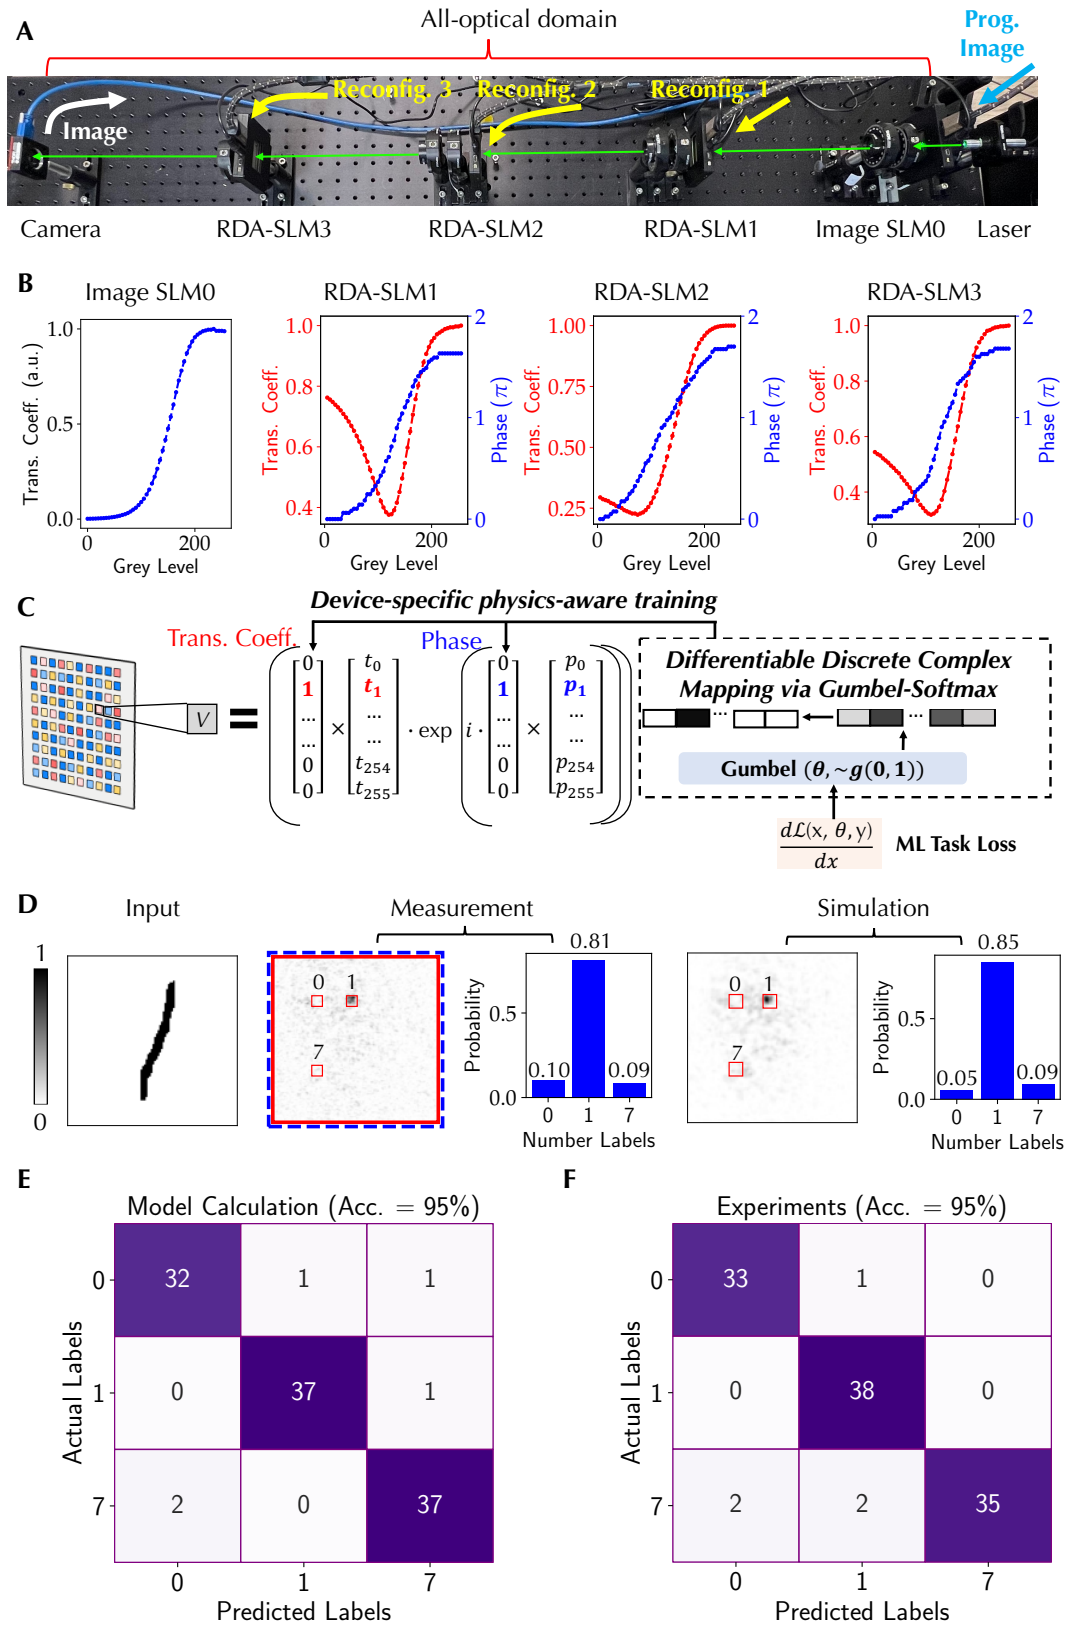 A
All-optical domain
Prog.
Image
Reconfig. 3
Reconfig. 2
Reconfig. 1
Image
Camera
RDA-SLM3
RDA-SLM2
RDA-SLM1
Image SLM0
Laser
B
Image SLM0
RDA-SLM1
RDA-SLM2
RDA-SLM3
Trans. Coeff. (a.u.)
1.0
0.5
0.0
0
200
Grey Level
Trans. Coeff.
1.0
0.8
0.6
0.4
2
1
0
Phase (π)
0
200
Grey Level
Trans. Coeff.
1.00
0.75
0.50
0.25
2
1
0
Phase (π)
0
200
Grey Level
Trans. Coeff.
1.0
0.8
0.6
0.4
2
1
0
Phase (π)
0
200
Grey Level
C
Device-specific physics-aware training
Trans. Coeff.
Phase
V
=
0
1
...
...
0
0
×
t₀
t₁
...
...
t₂₅₄
t₂₅₅
· exp
i ·
0
1
...
...
0
0
×
p₀
p₁
...
...
p₂₅₄
p₂₅₅
Differentiable Discrete Complex
Mapping via Gumbel-Softmax
...
...
Gumbel (θ,~g(0,1))
dℒ(x, θ,y)
dx
ML Task Loss
D
Input
Measurement
Simulation
1
0
0
1
7
Probability
0.5
0.0
0.81
0.10
0.09
0
1
7
Number Labels
0
1
7
Probability
0.5
0.0
0.85
0.05
0.09
0
1
7
Number Labels
E
Model Calculation (Acc. = 95%)
Actual Labels
0
32
1
1
1
0
37
1
7
2
0
37
0
1
7
Predicted Labels
F
Experiments (Acc. = 95%)
Actual Labels
0
33
1
0
1
0
38
0
7
2
2
35
0
1
7
Predicted Labels